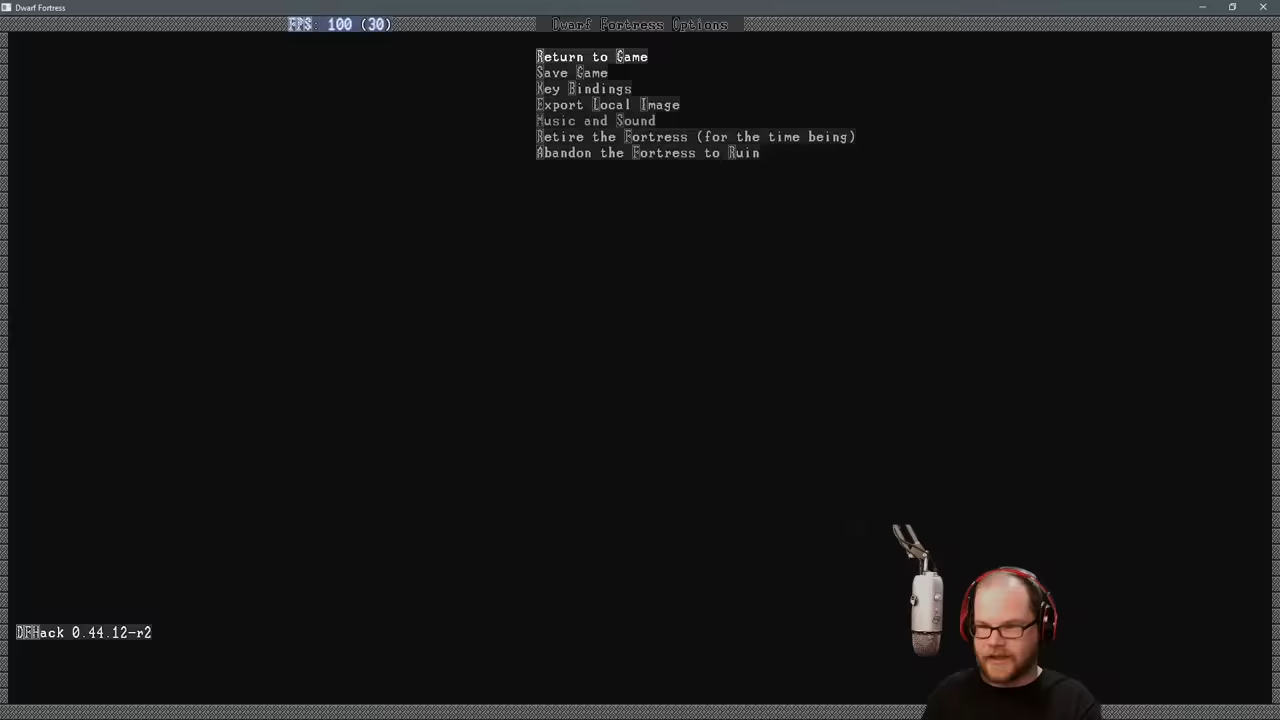 Dwarf Fortress
FPS: 100 (30)
Dwarf Fortress Options
Return to Game
Save Game
Key Bindings
Export Local Image
Music and Sound
Retire the Fortress (for the time being)
Abandon the Fortress to Ruin
DFHack 0.44.12-r2